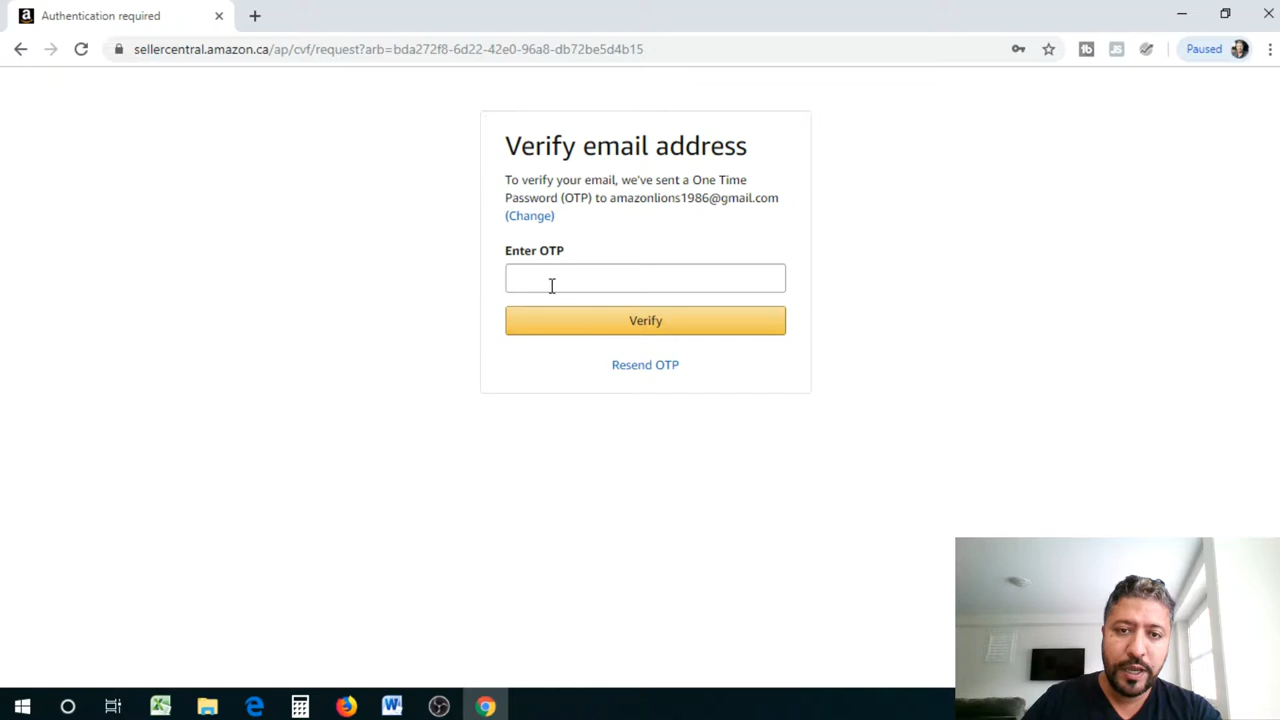 Authentication required
sellercentral.amazon.ca/ap/cvf/request?arb=bda272f8-6d22-42e0-96a8-db72be5d4b15
Paused
Verify email address
To verify your email, we've sent a One Time
Password (OTP) to amazonlions1986@gmail.com
(Change)
Enter OTP
Verify
Resend OTP